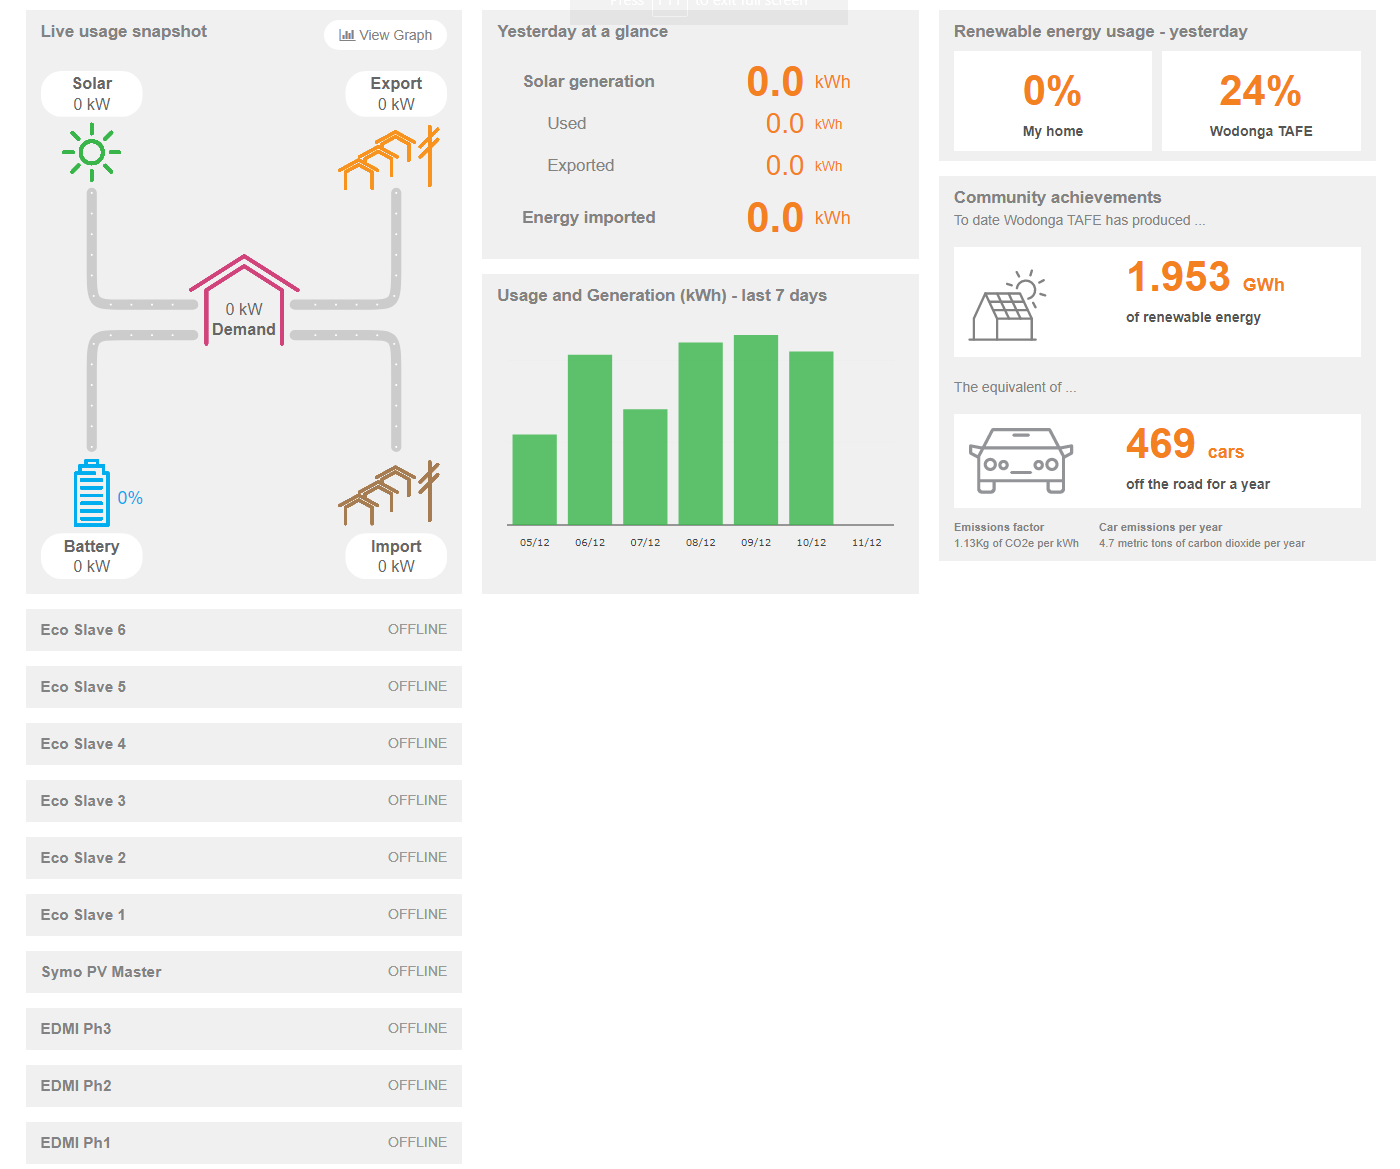 Live usage snapshot
View Graph
Solar
0 kW
Export
0 kW
0 kW
Demand
0%
Battery
0 kW
Import
0 kW
Eco Slave 6 OFFLINE
Eco Slave 5 OFFLINE
Eco Slave 4 OFFLINE
Eco Slave 3 OFFLINE
Eco Slave 2 OFFLINE
Eco Slave 1 OFFLINE
Symo PV Master OFFLINE
EDMI Ph3 OFFLINE
EDMI Ph2 OFFLINE
EDMI Ph1 OFFLINE
Press F11 to exit full screen
Yesterday at a glance
Solar generation 0.0 kWh
Used 0.0 kWh
Exported 0.0 kWh
Energy imported 0.0 kWh
Usage and Generation (kWh) - last 7 days
05/12 06/12 07/12 08/12 09/12 10/12 11/12
Renewable energy usage - yesterday
0%
My home
24%
Wodonga TAFE
Community achievements
To date Wodonga TAFE has produced ...
1.953 GWh
of renewable energy
The equivalent of ...
469 cars
off the road for a year
Emissions factor
1.13Kg of CO2e per kWh
Car emissions per year
4.7 metric tons of carbon dioxide per year